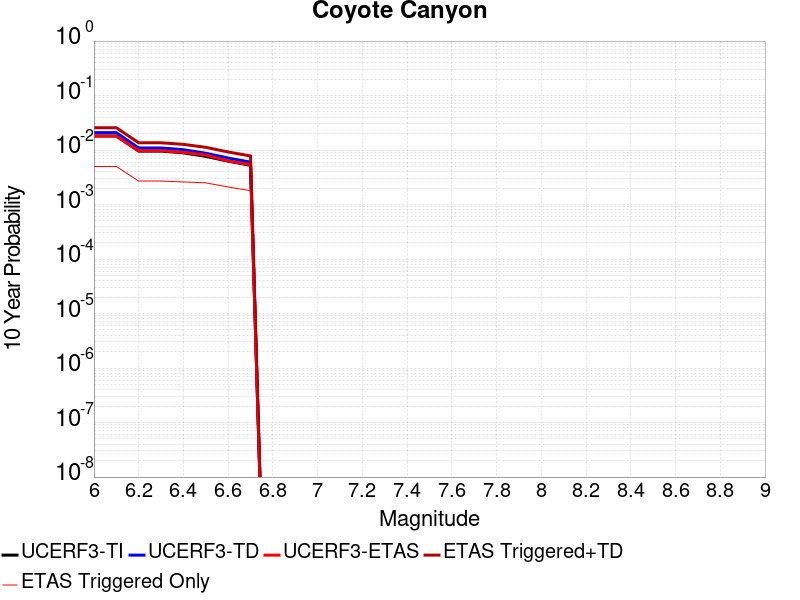 Coyote Canyon
10 Year Probability
10^0
10^-1
10^-2
10^-3
10^-4
10^-5
10^-6
10^-7
10^-8
6 6.2 6.4 6.6 6.8 7 7.2 7.4 7.6 7.8 8 8.2 8.4 8.6 8.8 9
Magnitude
UCERF3-TI UCERF3-TD UCERF3-ETAS ETAS Triggered+TD
ETAS Triggered Only